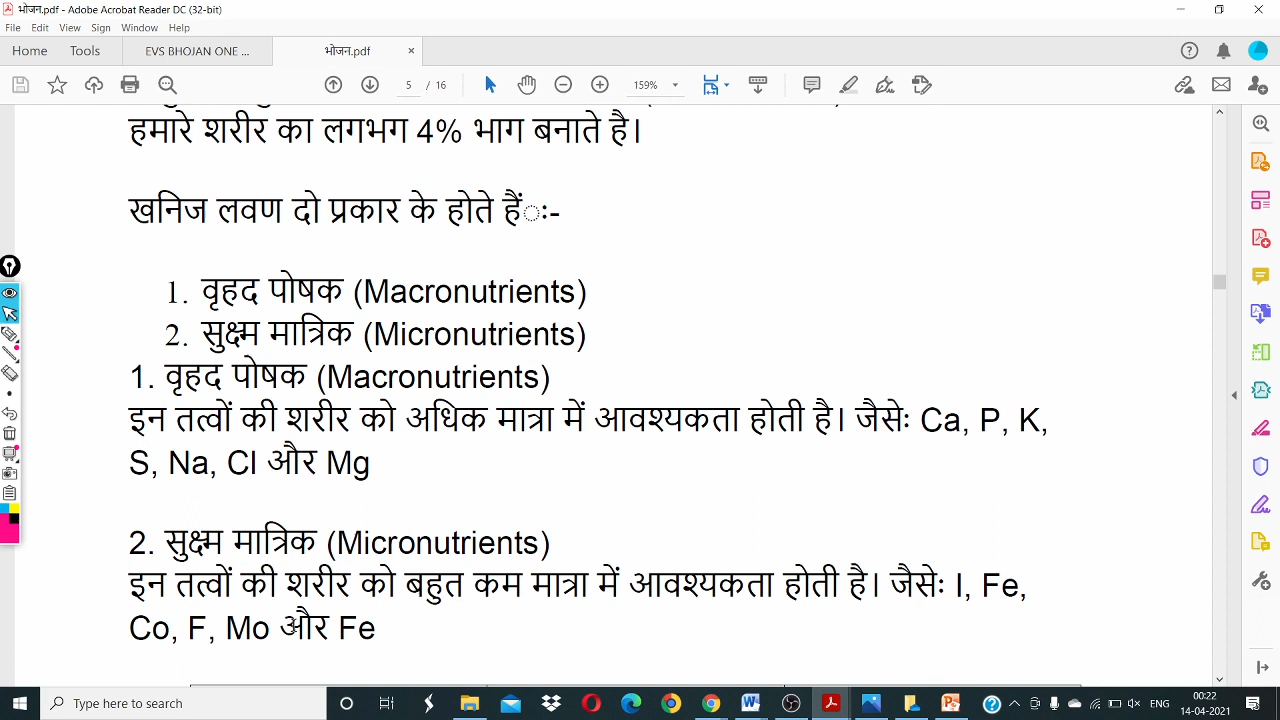 भोजन.pdf - Adobe Acrobat Reader DC (32-bit)
File Edit View Sign Window Help
Home Tools EVS BHOJAN ONE ... भोजन.pdf ×
5 / 16 159%
हमारे शरीर का लगभग 4% भाग बनाते है।
खनिज लवण दो प्रकार के होते हैंः-
1. वृहद पोषक (Macronutrients)
2. सुक्ष्म मात्रिक (Micronutrients)
1. वृहद पोषक (Macronutrients)
इन तत्वों की शरीर को अधिक मात्रा में आवश्यकता होती है। जैसेः Ca, P, K,
S, Na, Cl और Mg
2. सुक्ष्म मात्रिक (Micronutrients)
इन तत्वों की शरीर को बहुत कम मात्रा में आवश्यकता होती है। जैसेः I, Fe,
Co, F, Mo और Fe
Type here to search
ENG
00:22
14-04-2021